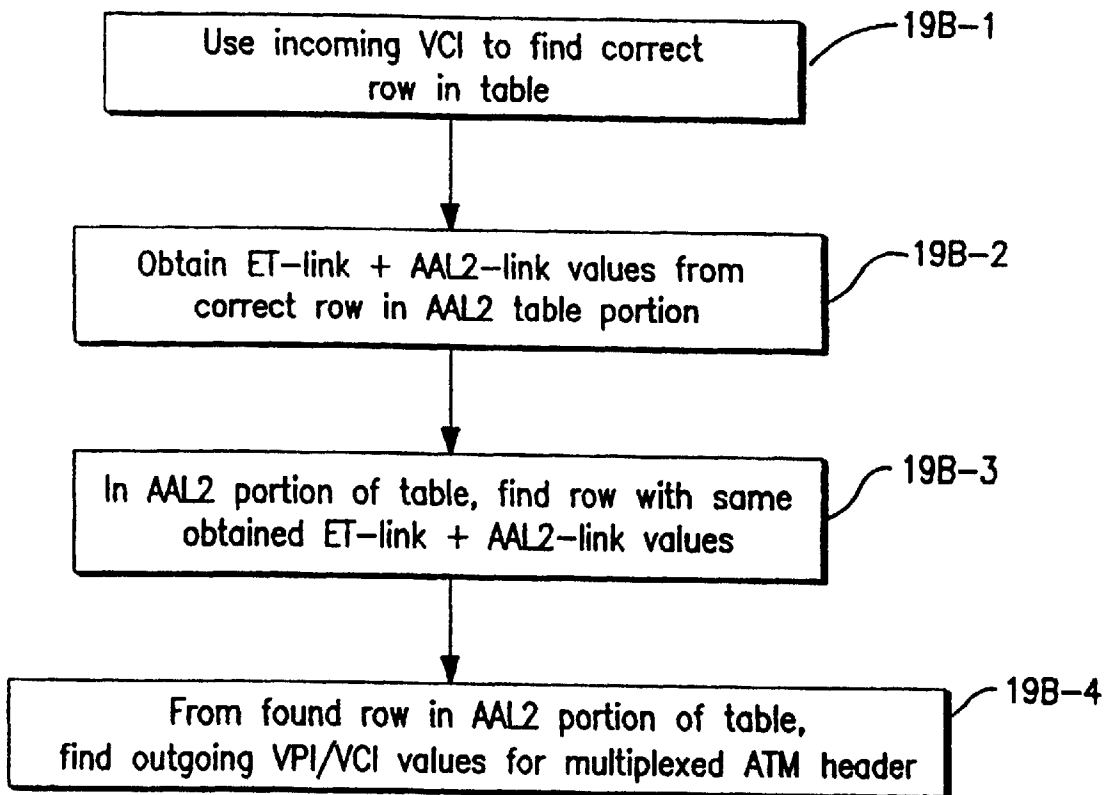 Use incoming VCI to find correct
row in table
19B-1
Obtain ET-link + AAL2-link values from
correct row in AAL2 table portion
19B-2
In AAL2 portion of table, find row with same
obtained ET-link + AAL2-link values
19B-3
From found row in AAL2 portion of table,
find outgoing VPI/VCI values for multiplexed ATM header
19B-4